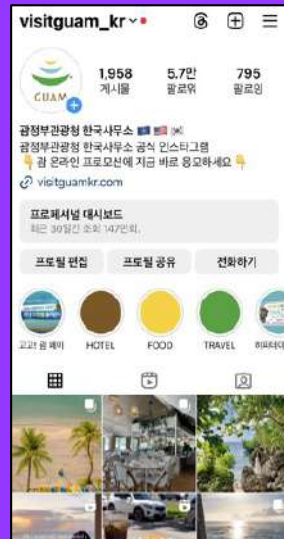 visitguam_kr
GUAM
1,958
5.7만
795
게시물
팔로워
팔로잉
괌정부관광청 한국사무소
괌정부관광청 한국사무소 공식 인스타그램
괌 온라인 프로모션에 지금 바로 응모하세요
visitguamkr.com
프로페셔널 대시보드
최근 30일간 조회 147만회.
프로필 편집
프로필 공유
전화하기
고고! 괌 페이
HOTEL
FOOD
TRAVEL